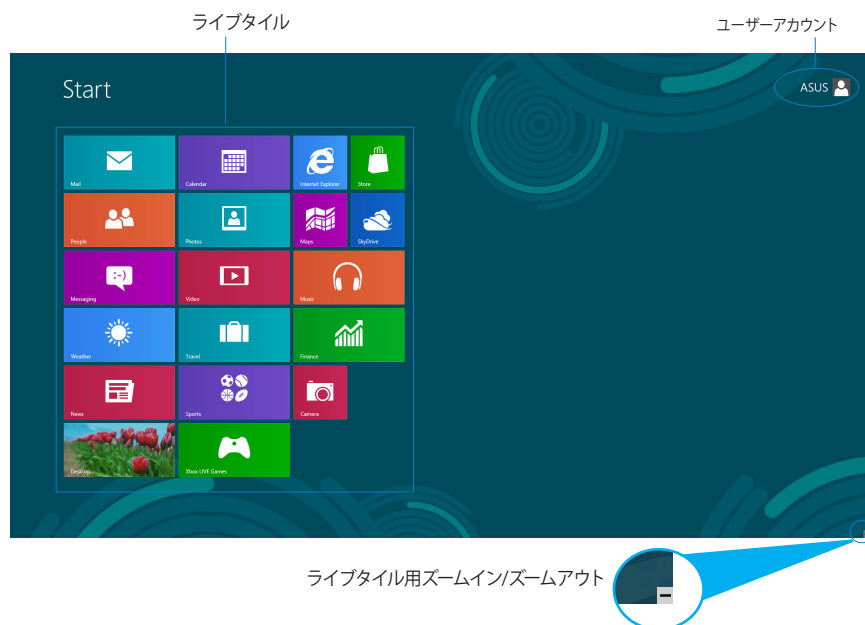 ライブタイル
ユーザーアカウント
Start
ASUS
Mail
Calendar
Internet Explorer
Store
People
Photos
Maps
SkyDrive
Messaging
Video
Music
Weather
Travel
Finance
News
Sports
Camera
Desktop
Xbox LIVE Games
ライブタイル用ズームイン/ズームアウト